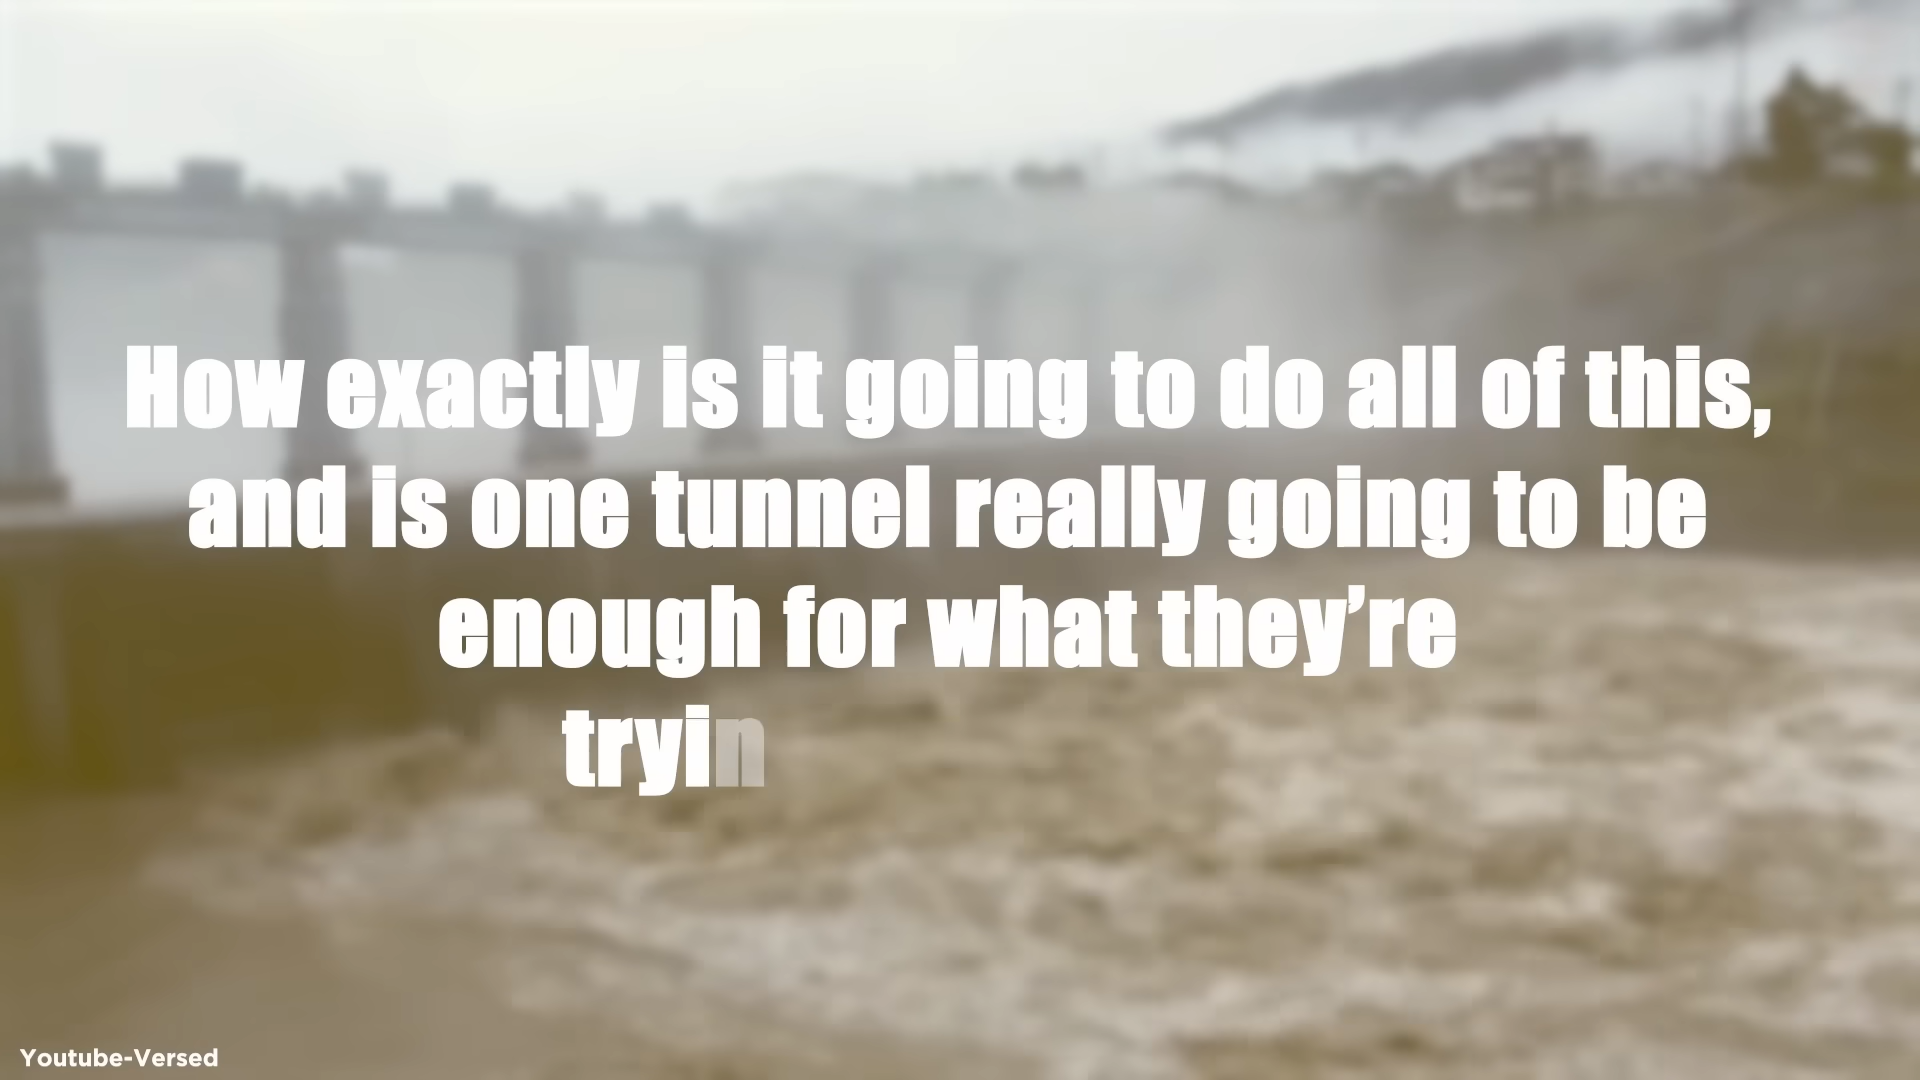 How exactly is it going to do all of this,
and is one tunnel really going to be
enough for what they’re
tryin
Youtube-Versed